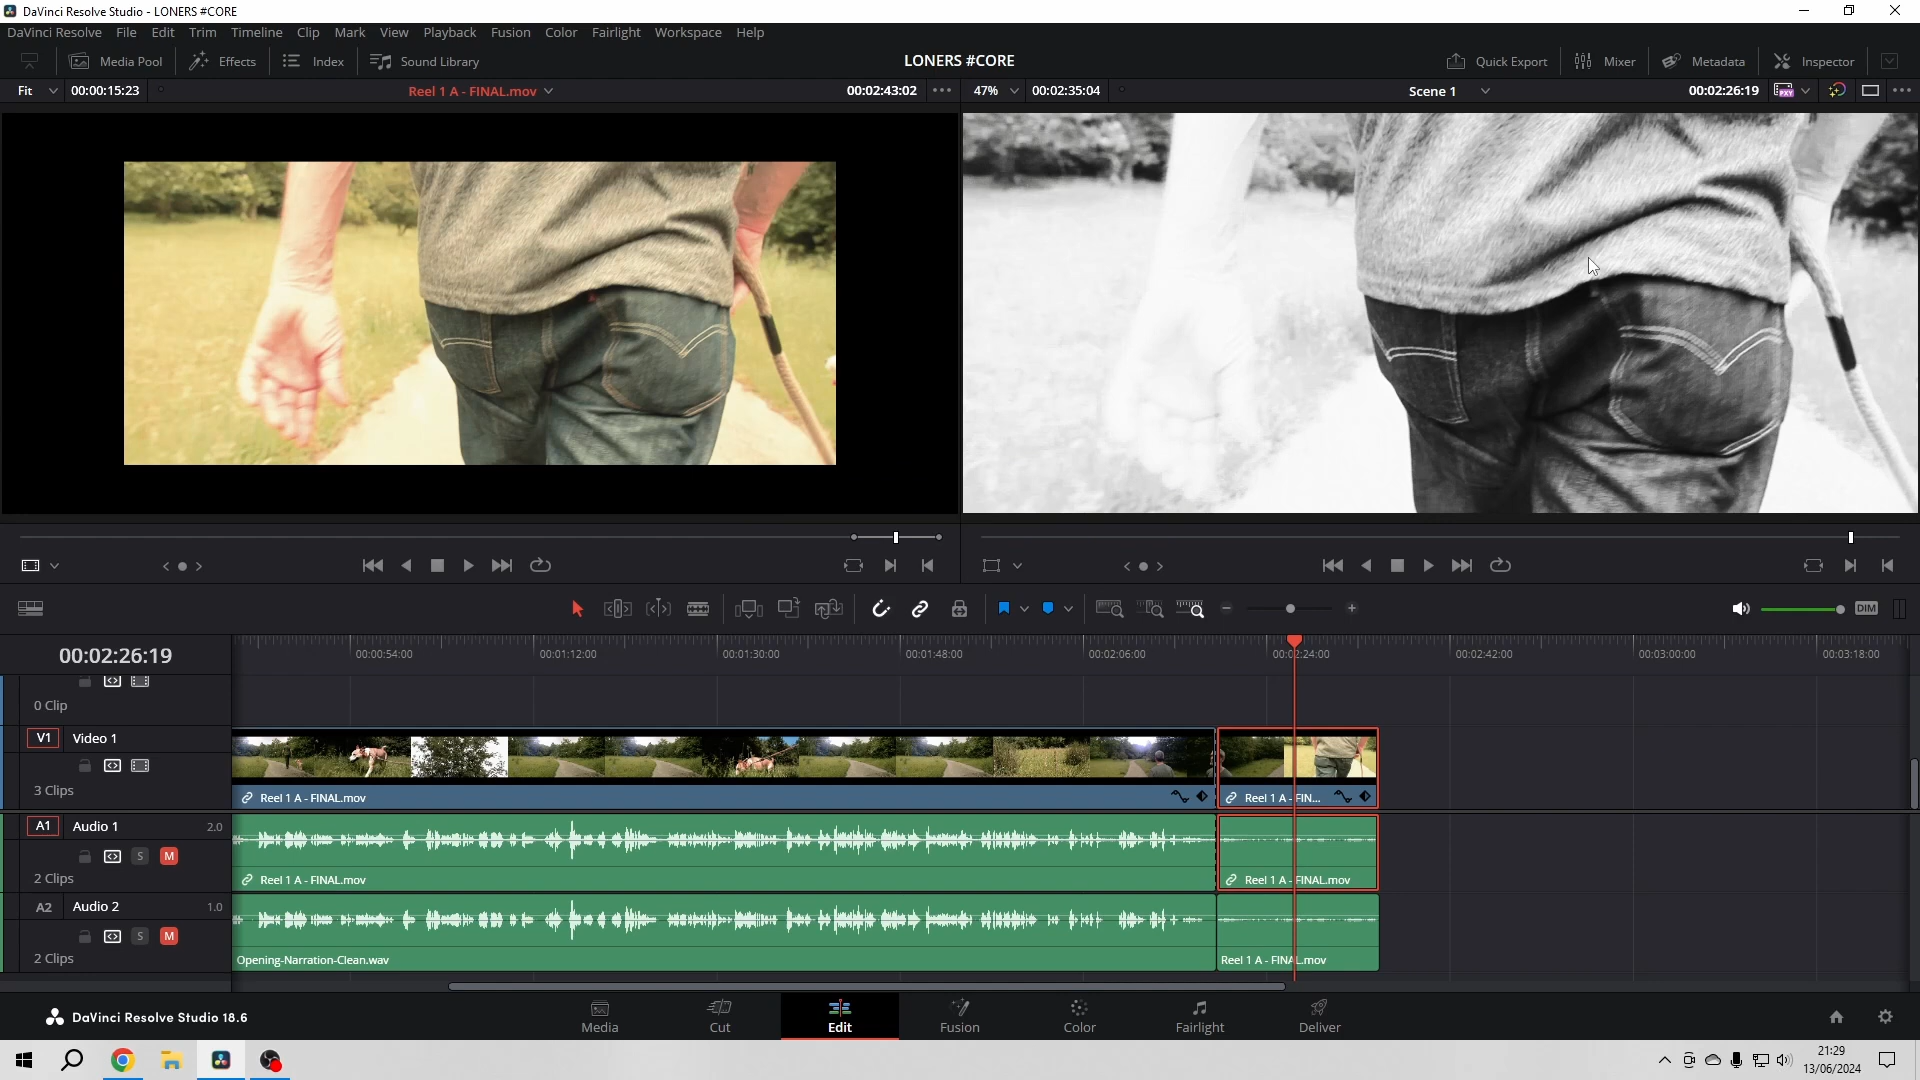 DaVinci Resolve Studio - LONERS #CORE
DaVinci Resolve File Edit Trim Timeline Clip Mark View Playback Fusion Color Fairlight Workspace Help
Media Pool Effects Index Sound Library LONERS #CORE Quick Export Mixer Metadata Inspector
Fit 00:00:15:23 Reel 1 A - FINAL.mov 00:02:43:02 47% 00:02:35:04 Scene 1 00:02:26:19 PXY
DIM
00:02:26:19 00:00:54:00 00:01:12:00 00:01:30:00 00:01:48:00 00:02:06:00 00:02:24:00 00:02:42:00 00:03:00:00 00:03:18:00
0 Clip
V1 Video 1
3 Clips
Reel 1 A - FINAL.mov Reel 1 A - FIN...
A1 Audio 1 2.0
S M
2 Clips
Reel 1 A - FINAL.mov Reel 1 A - FINAL.mov
A2 Audio 2 1.0
S M
2 Clips
Opening-Narration-Clean.wav Reel 1 A - FINAL.mov
DaVinci Resolve Studio 18.6 Media Cut Edit Fusion Color Fairlight Deliver
21:29
13/06/2024